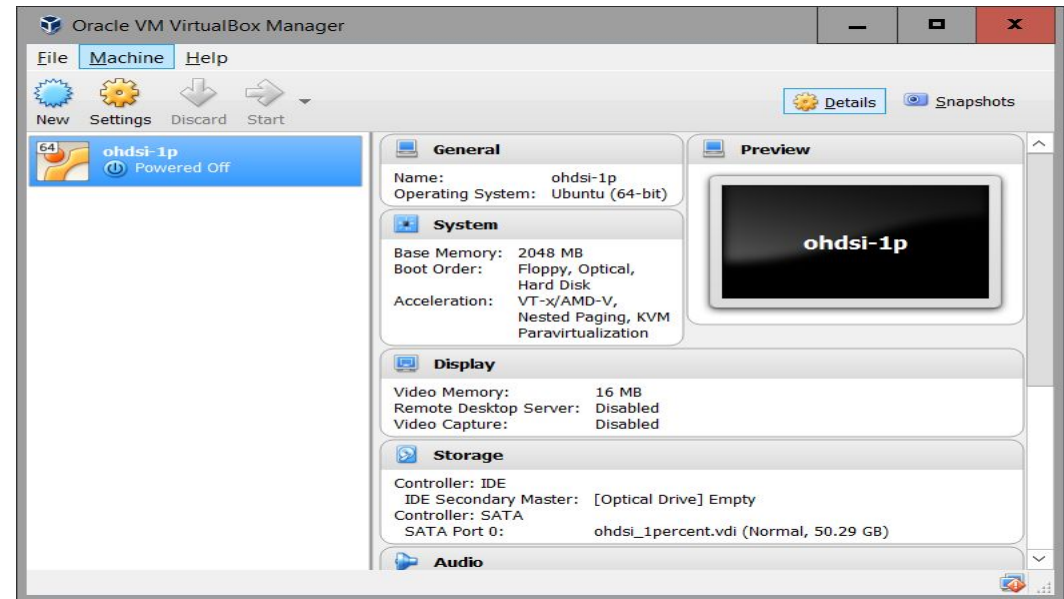 Oracle VM VirtualBox Manager
File Machine Help
New Settings Discard Start
Details Snapshots
64
ohdsi-1p
Powered Off
General
Name: ohdsi-1p
Operating System: Ubuntu (64-bit)
System
Base Memory: 2048 MB
Boot Order: Floppy, Optical,
Hard Disk
Acceleration: VT-x/AMD-V,
Nested Paging, KVM
Paravirtualization
Preview
ohdsi-1p
Display
Video Memory: 16 MB
Remote Desktop Server: Disabled
Video Capture: Disabled
Storage
Controller: IDE
IDE Secondary Master: [Optical Drive] Empty
Controller: SATA
SATA Port 0: ohdsi_1percent.vdi (Normal, 50.29 GB)
Audio